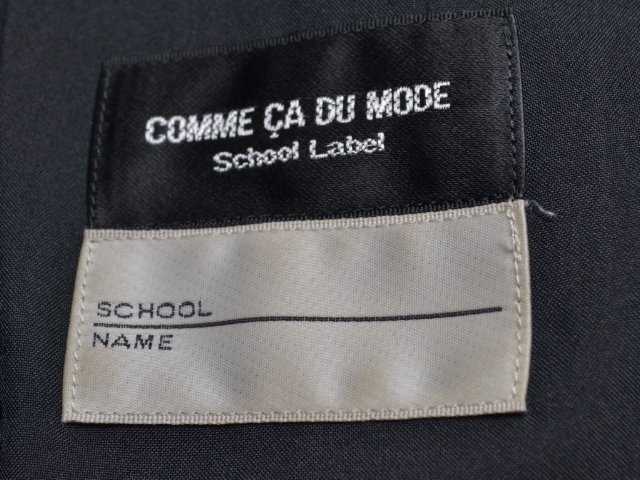 COMME ÇA DU MODE
School Label
SCHOOL
NAME